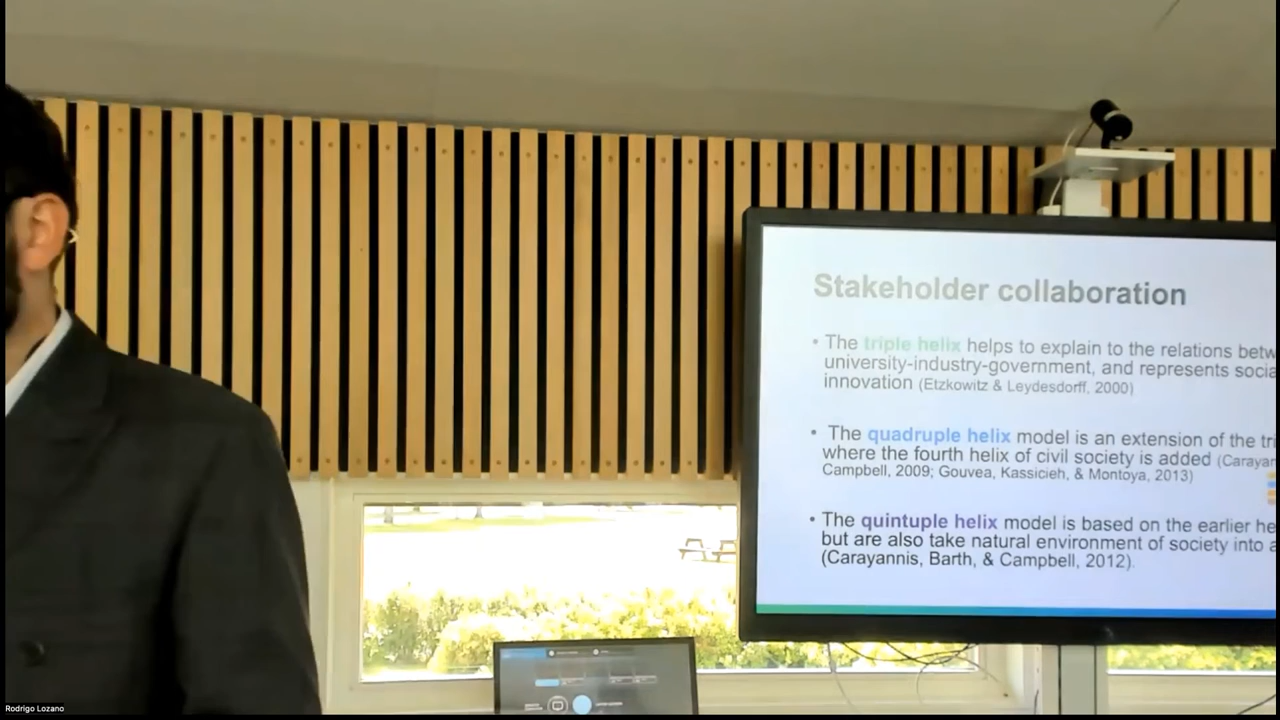 Stakeholder collaboration
• The triple helix helps to explain to the relations betw
university-industry-government, and represents socia
innovation (Etzkowitz & Leydesdorff, 2000)
• The quadruple helix model is an extension of the tri
where the fourth helix of civil society is added (Carayan
Campbell, 2009; Gouvea, Kassicieh, & Montoya, 2013)
• The quintuple helix model is based on the earlier he
but are also take natural environment of society into a
(Carayannis, Barth, & Campbell, 2012).
Rodrigo Lozano